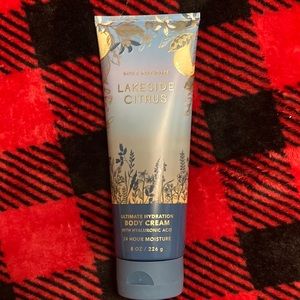 BATH & BODY WORKS
LAKESIDE
CITRUS
ULTIMATE HYDRATION
BODY CREAM
WITH HYALURONIC ACID
24 HOUR MOISTURE
8 OZ / 226 g